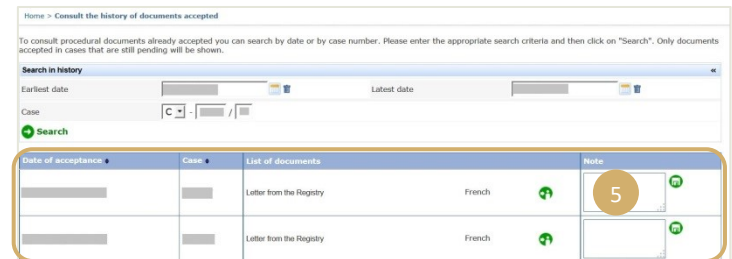 Home > Consult the history of documents accepted
To consult procedural documents already accepted you can search by date or by case number. Please enter the appropriate search criteria and then click on "Search". Only documents
accepted in cases that are still pending will be shown.
Search in history «
Earliest date Latest date
Case C - /
Search
Date of acceptance Case List of documents Note
Letter from the Registry French 5
Letter from the Registry French